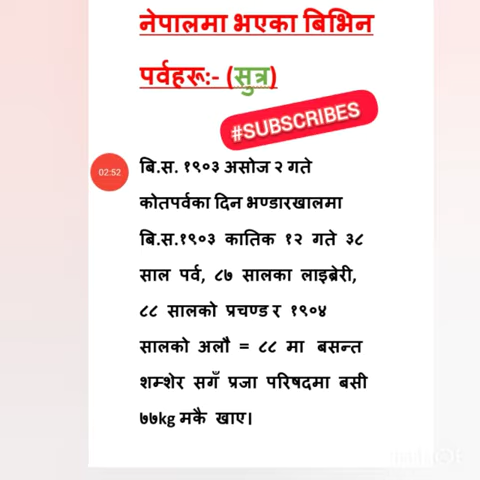 नेपालमा भएका बिभिन
पर्वहरू:- (सुत्र)
#SUBSCRIBES
02:52
बि.स. १९०३ असोज २ गते
कोतपर्वका दिन भण्डारखालमा
बि.स.१९०३ कातिक १२ गते ३८
साल पर्व, ८७ सालका लाइब्रेरी,
८८ सालको प्रचण्ड र १९०४
सालको अलौ = ८८ मा बसन्त
शम्शेर सगँ प्रजा परिषदमा बसी
७७kg मकै खाए।